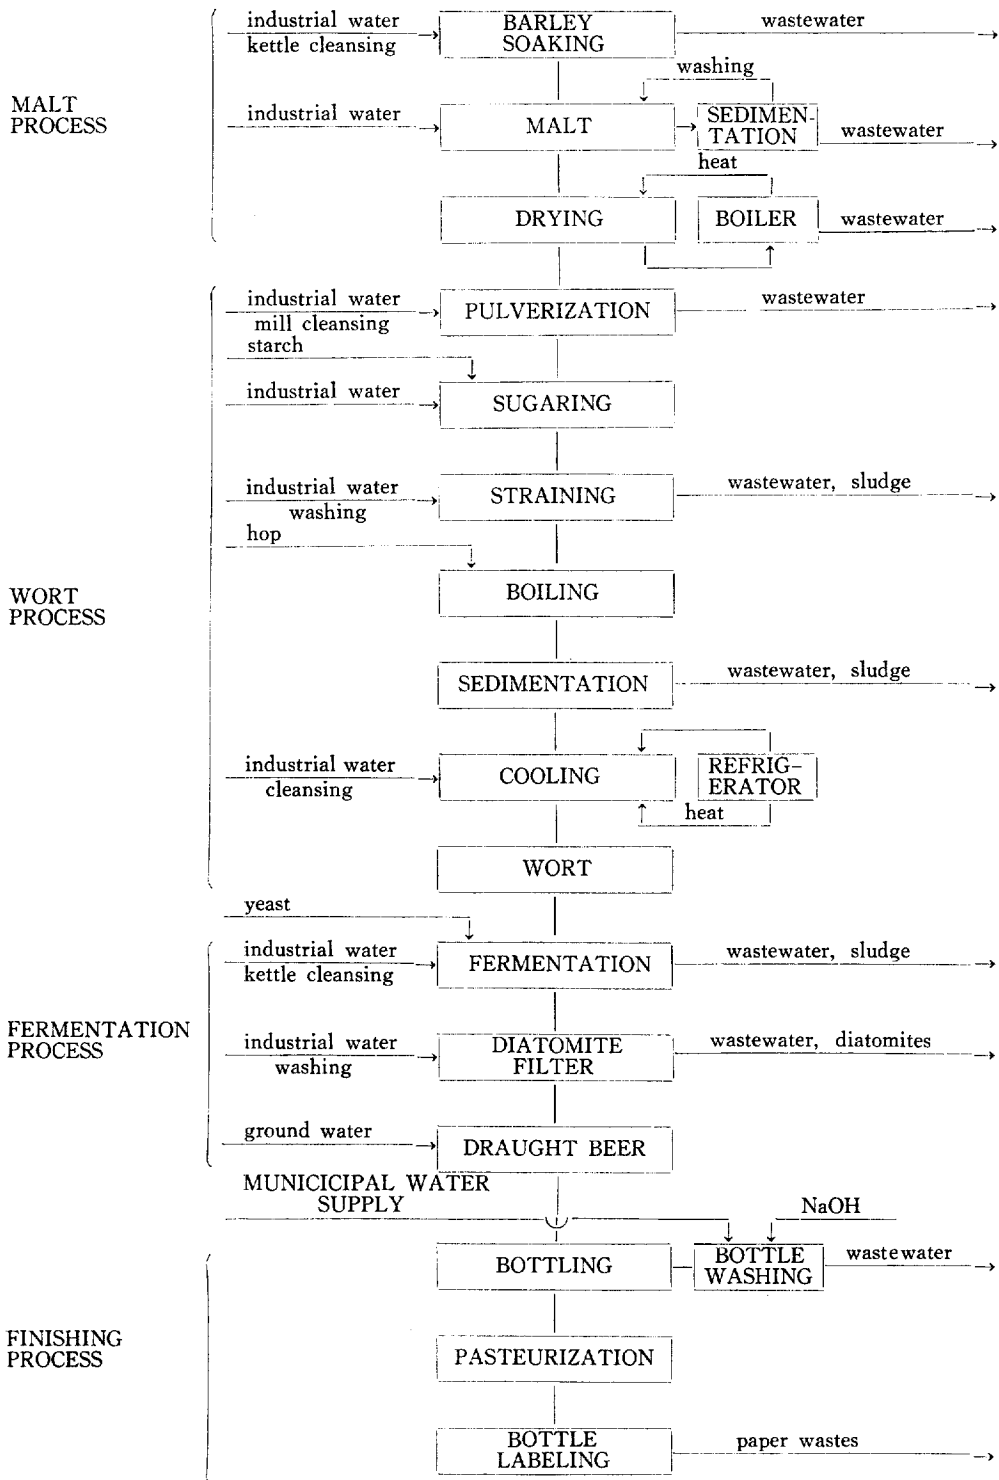 industrial water
kettle cleansing
BARLEY
SOAKING
wastewater
MALT
PROCESS
washing
industrial water
MALT
SEDIMEN-
TATION
wastewater
heat
DRYING
BOILER
wastewater
industrial water
mill cleansing
PULVERIZATION
wastewater
starch
industrial water
SUGARING
industrial water
washing
STRAINING
wastewater, sludge
hop
WORT
PROCESS
BOILING
SEDIMENTATION
wastewater, sludge
industrial water
cleansing
COOLING
REFRIG-
ERATOR
heat
WORT
yeast
industrial water
kettle cleansing
FERMENTATION
wastewater, sludge
FERMENTATION
PROCESS
industrial water
washing
DIATOMITE
FILTER
wastewater, diatomites
ground water
DRAUGHT BEER
MUNICICIPAL WATER
SUPPLY
NaOH
BOTTLING
BOTTLE
WASHING
wastewater
FINISHING
PROCESS
PASTEURIZATION
BOTTLE
LABELING
paper wastes